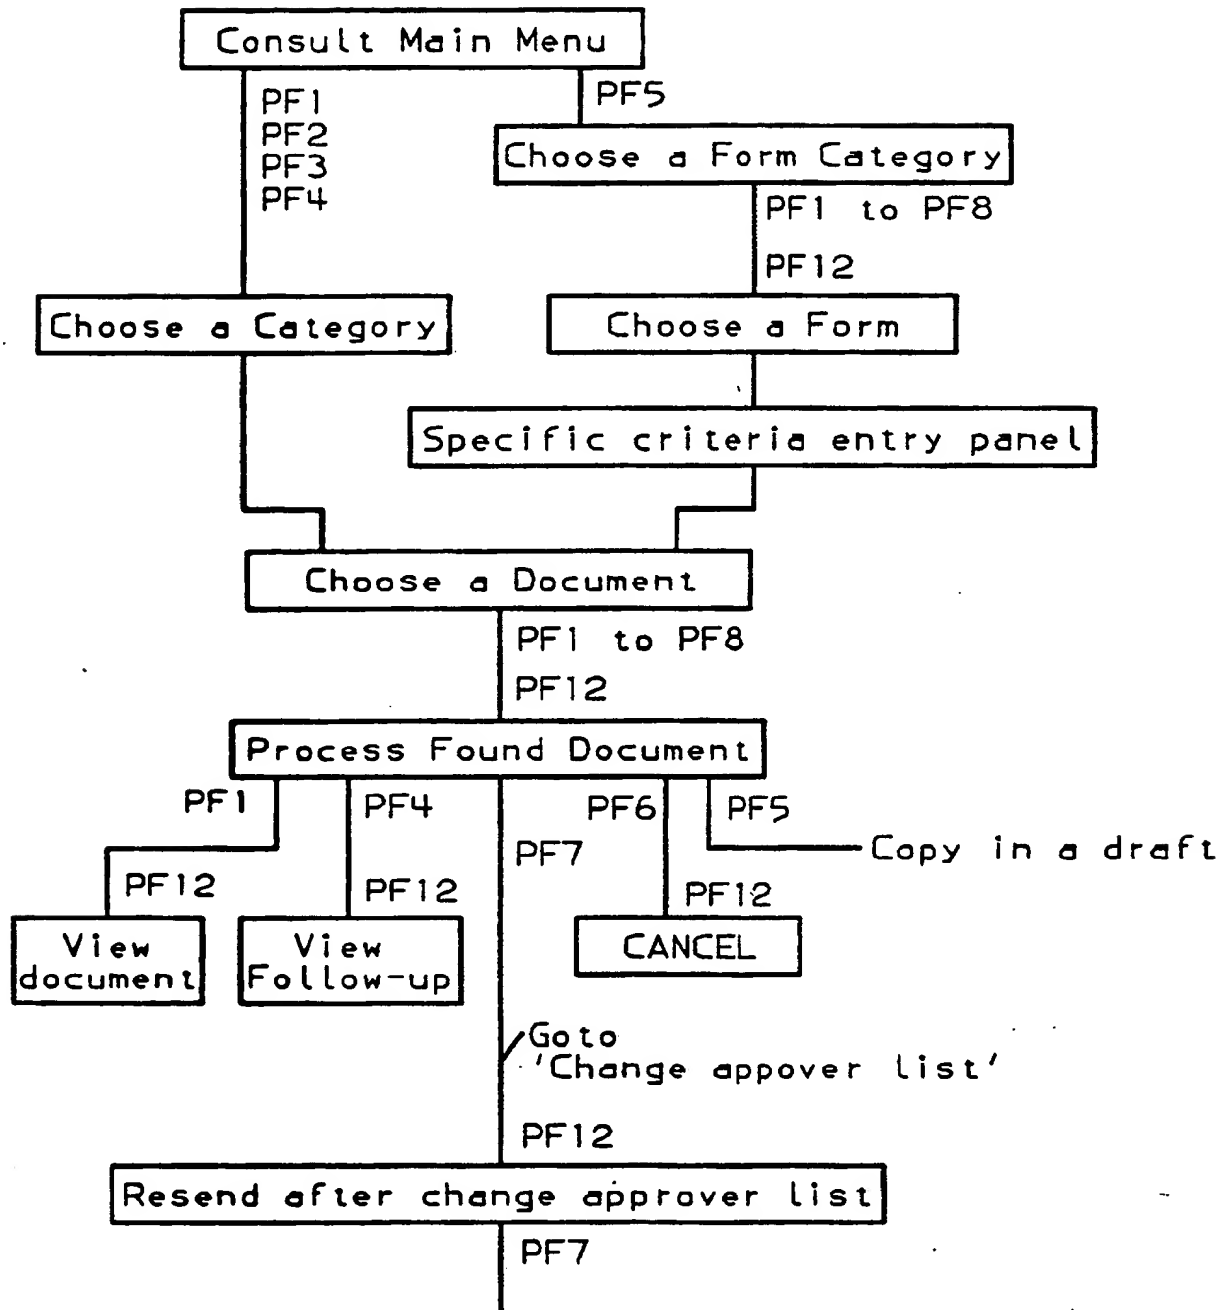 Consult Main Menu
PF1
PF2
PF3
PF4
PF5
Choose a Form Category
PF1 to PF8
PF12
Choose a Category
Choose a Form
Specific criteria entry panel
Choose a Document
PF1 to PF8
PF12
Process Found Document
PF1
PF4
PF7
PF6
PF5
Copy in a draft
PF12
PF12
PF12
View
document
View
Follow-up
CANCEL
Goto
'Change appover list'
PF12
Resend after change approver list
PF7